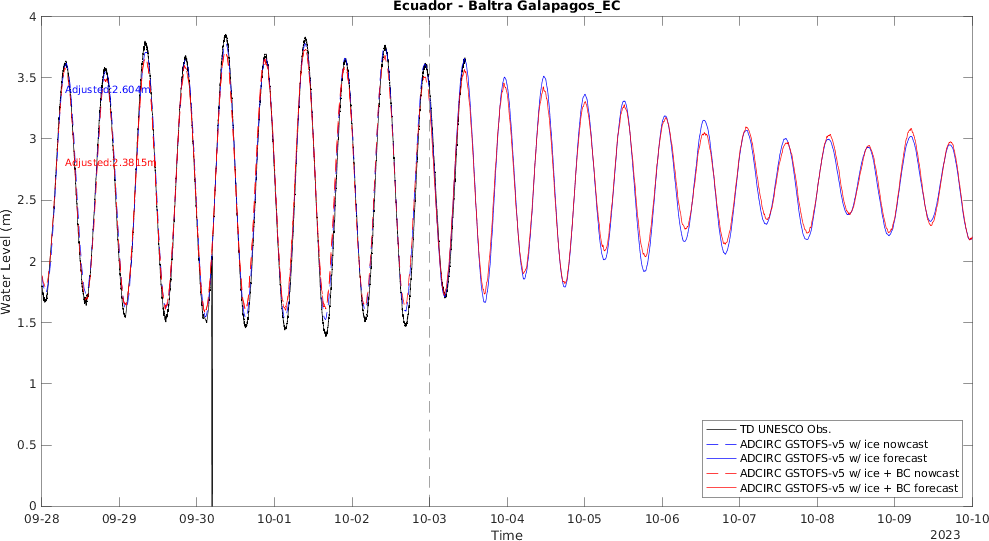 Ecuador - Baltra Galapagos_EC
4
3.5
3
2.5
2
1.5
1
0.5
0
Water Level (m)
Adjusted:2.604m
Adjusted:2.3815m
TD UNESCO Obs.
ADCIRC GSTOFS-v5 w/ ice nowcast
ADCIRC GSTOFS-v5 w/ ice forecast
ADCIRC GSTOFS-v5 w/ ice + BC nowcast
ADCIRC GSTOFS-v5 w/ ice + BC forecast
09-28 09-29 09-30 10-01 10-02 10-03 10-04 10-05 10-06 10-07 10-08 10-09 10-10
Time
2023